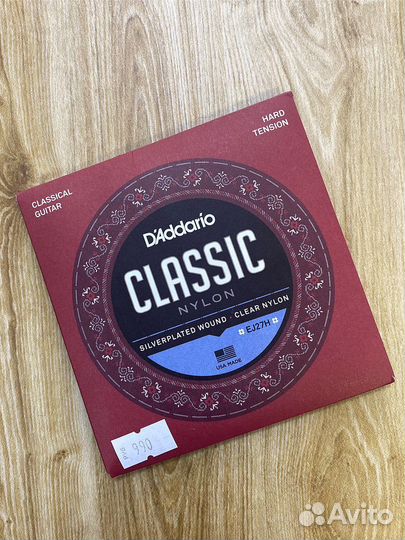 CLASSICAL
GUITAR
HARD
TENSION
D'Addario
CLASSIC
NYLON
SILVERPLATED WOUND · CLEAR NYLON
EJ27H
USA MADE
990
Avito